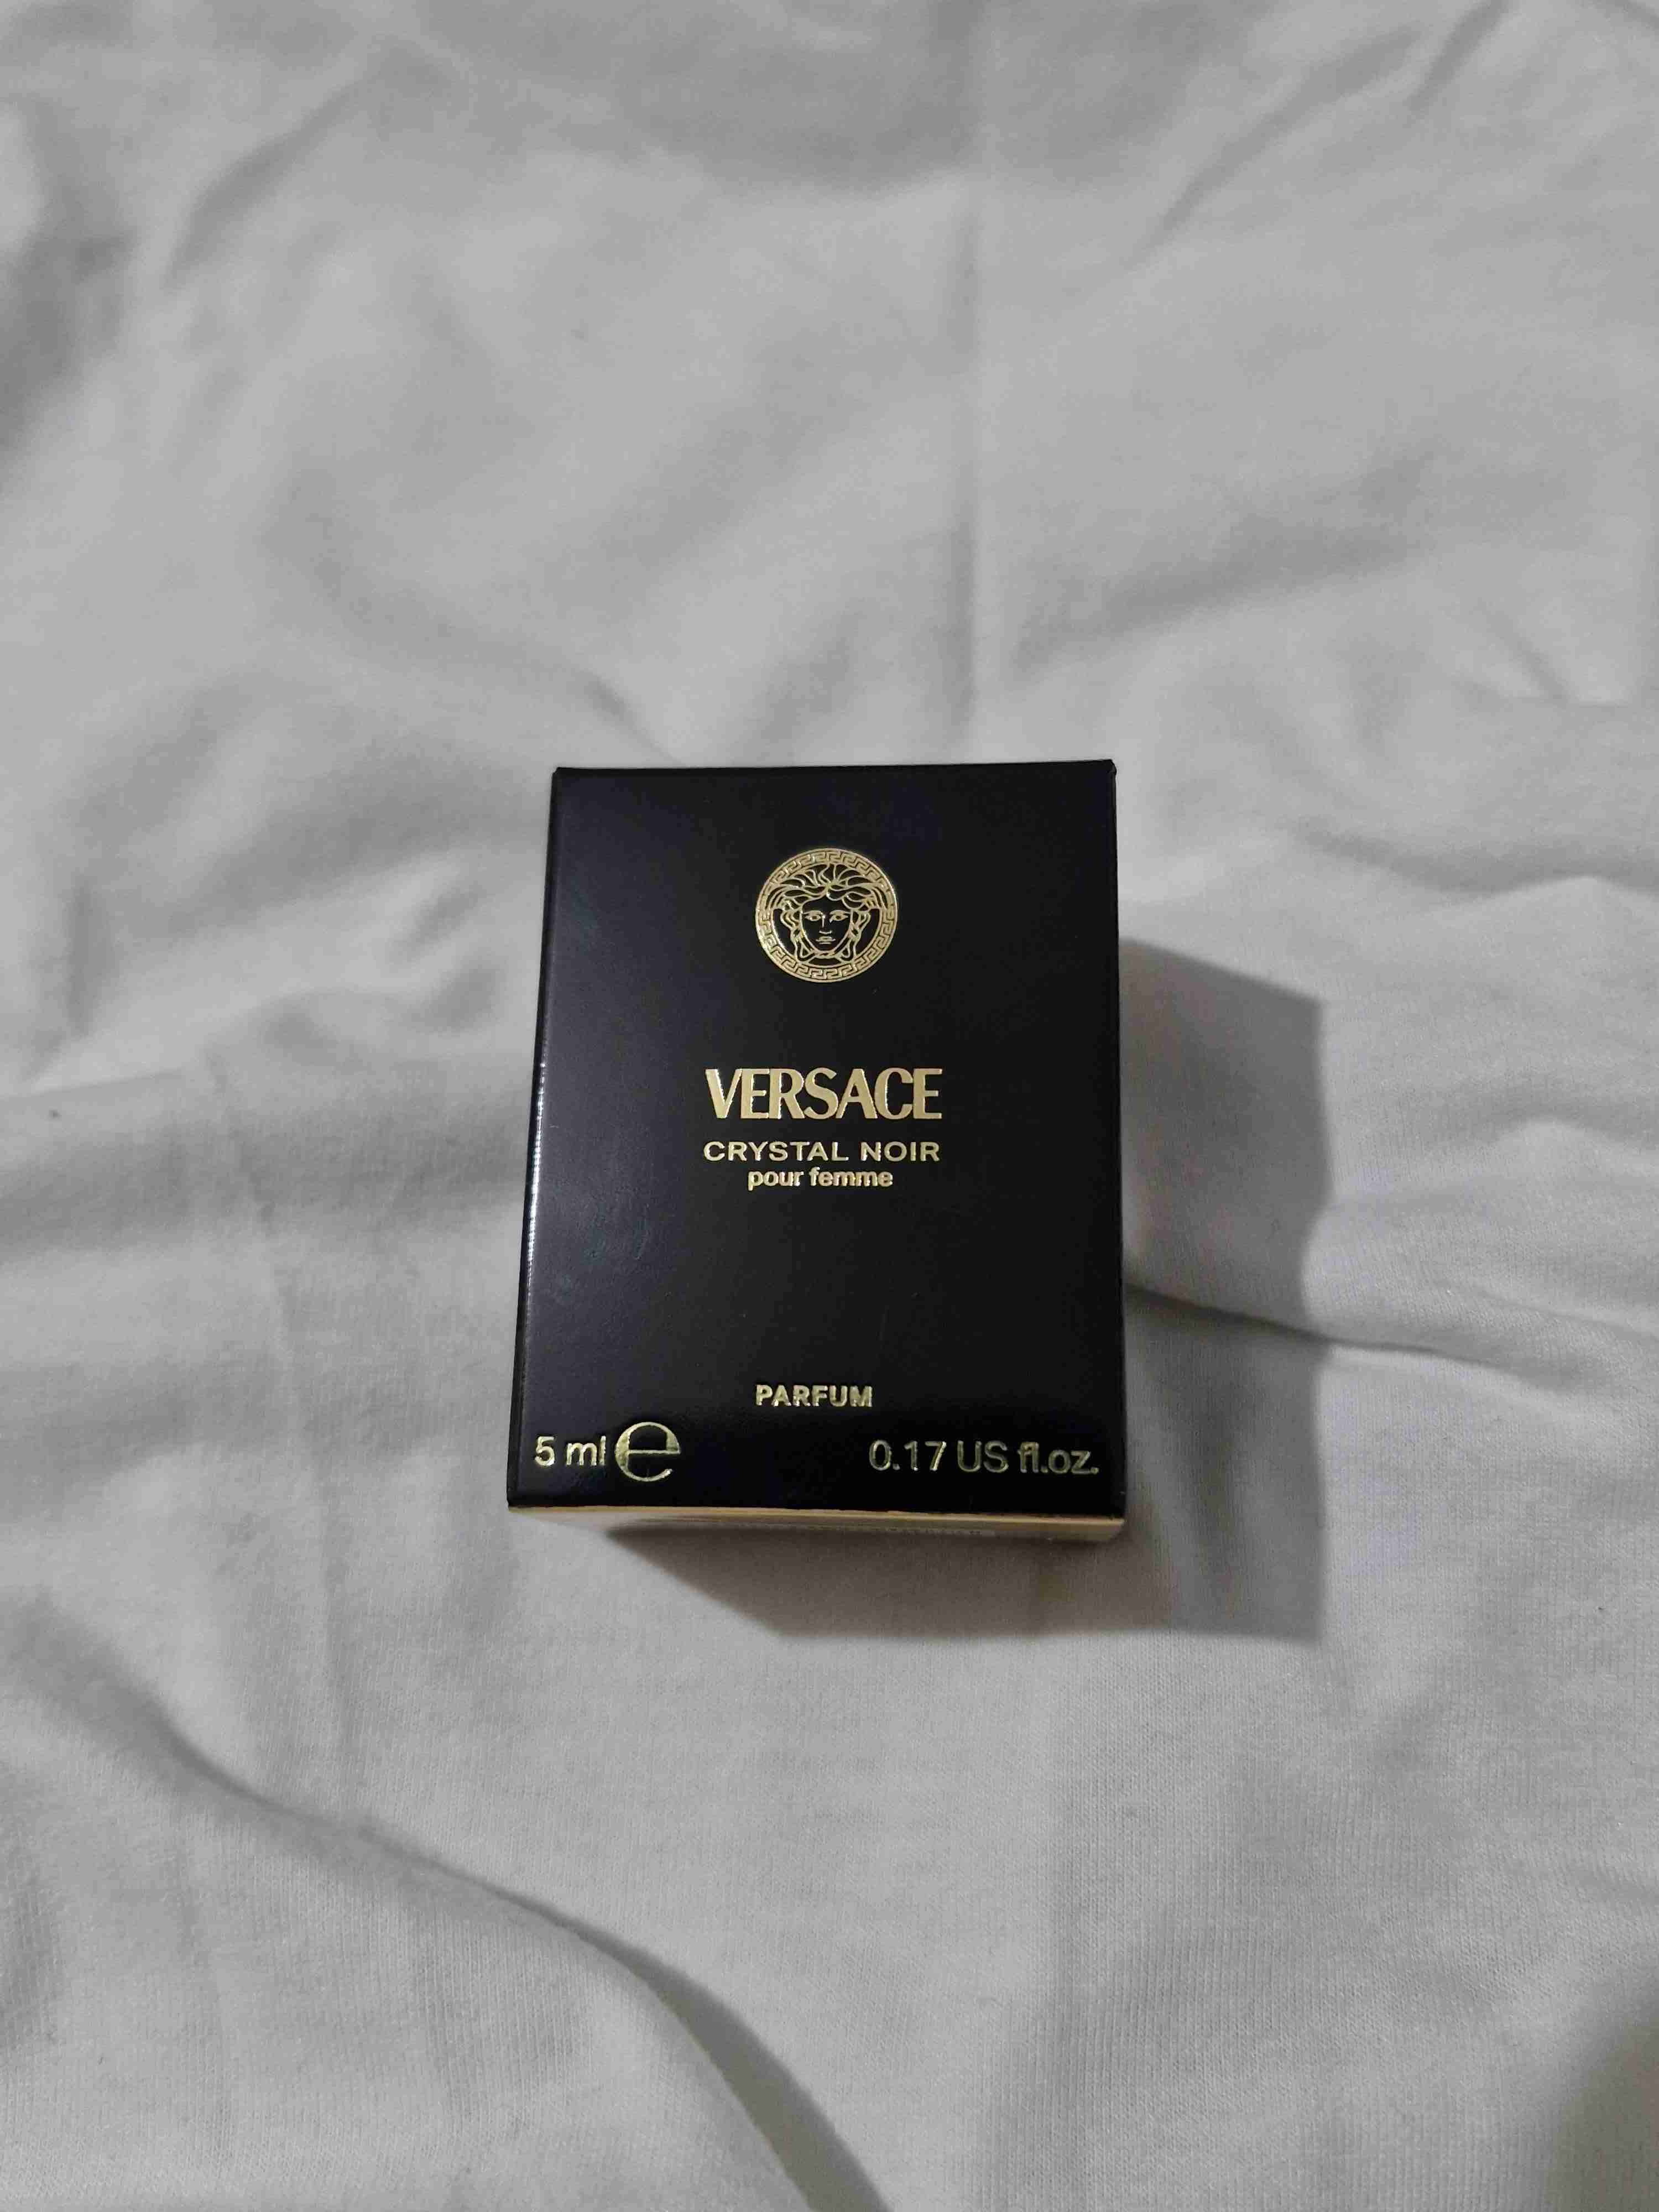 VERSACE
CRYSTAL NOIR
pour femme
PARFUM
5 ml e 0.17 US fl.oz.